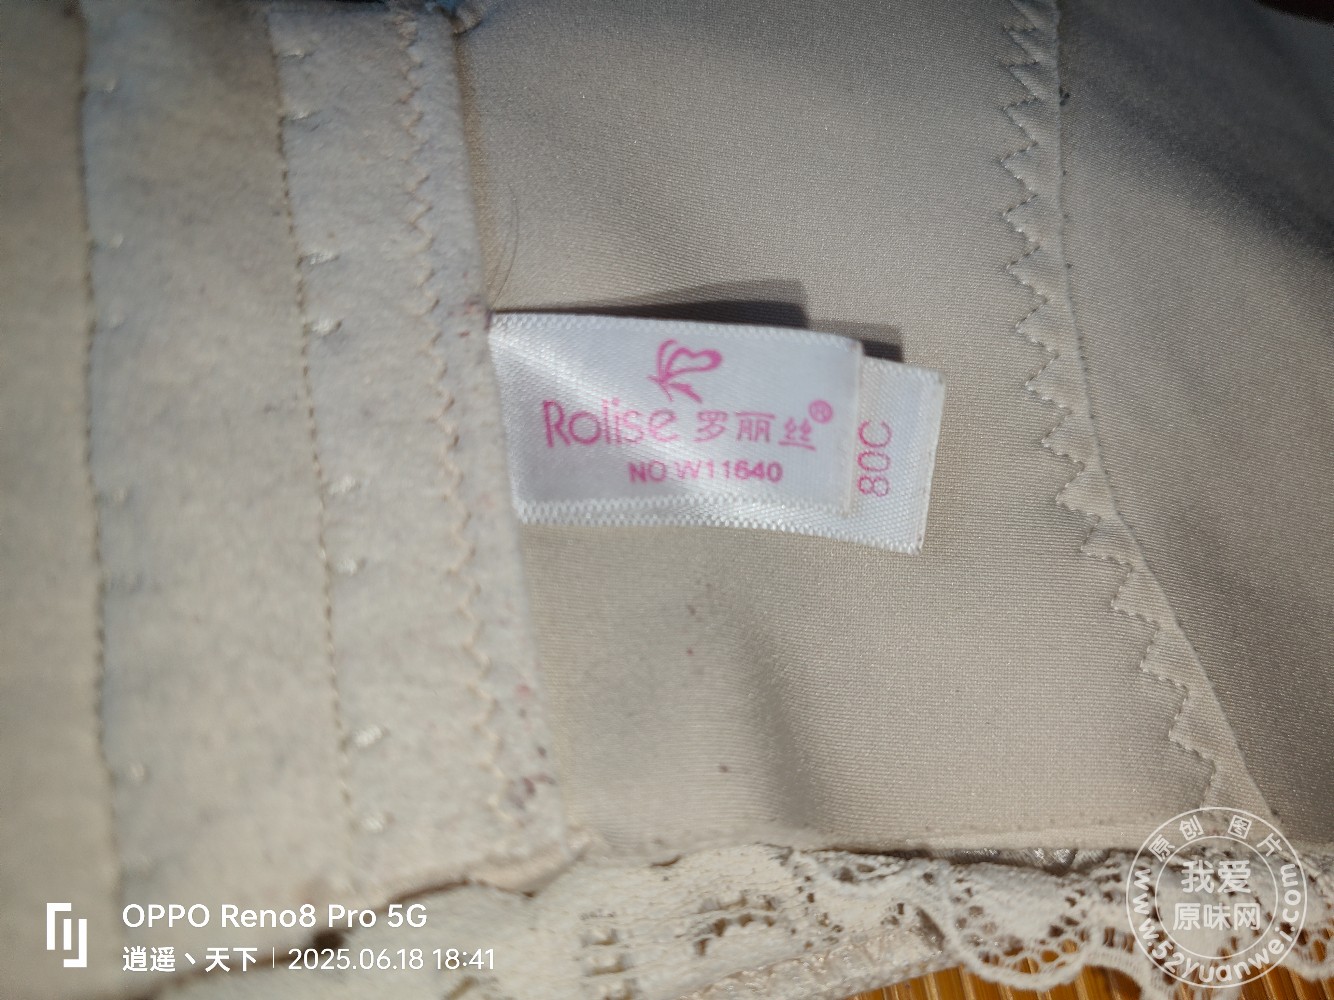 Rolise 罗丽丝®
NO W11640
80C
OPPO Reno8 Pro 5G
逍遥丶天下 | 2025.06.18 18:41
原创图片
我爱
原味网
www.52yuanwei.com